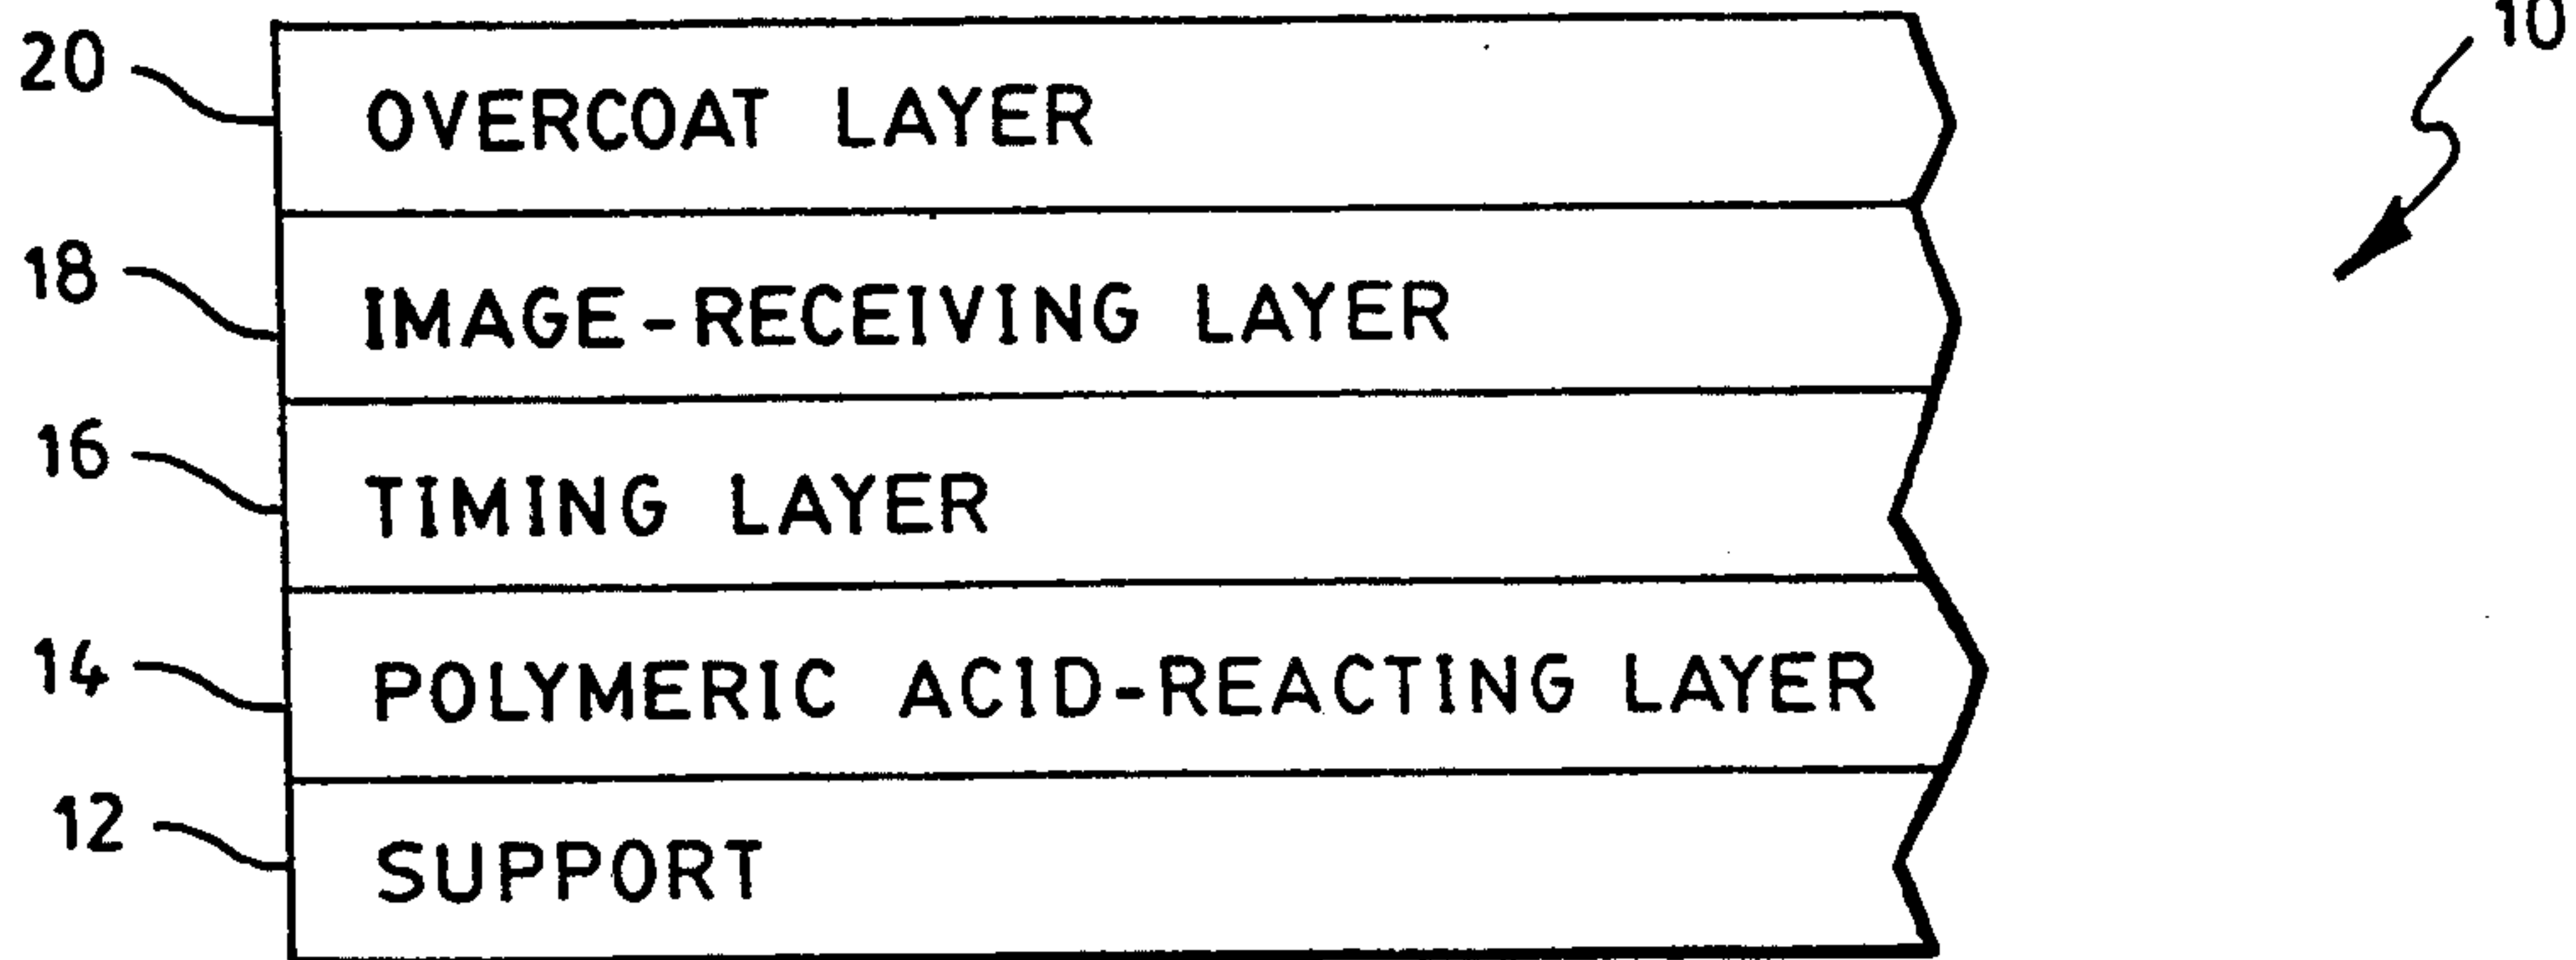 10
20 OVERCOAT LAYER
18 IMAGE-RECEIVING LAYER
16 TIMING LAYER
14 POLYMERIC ACID-REACTING LAYER
12 SUPPORT